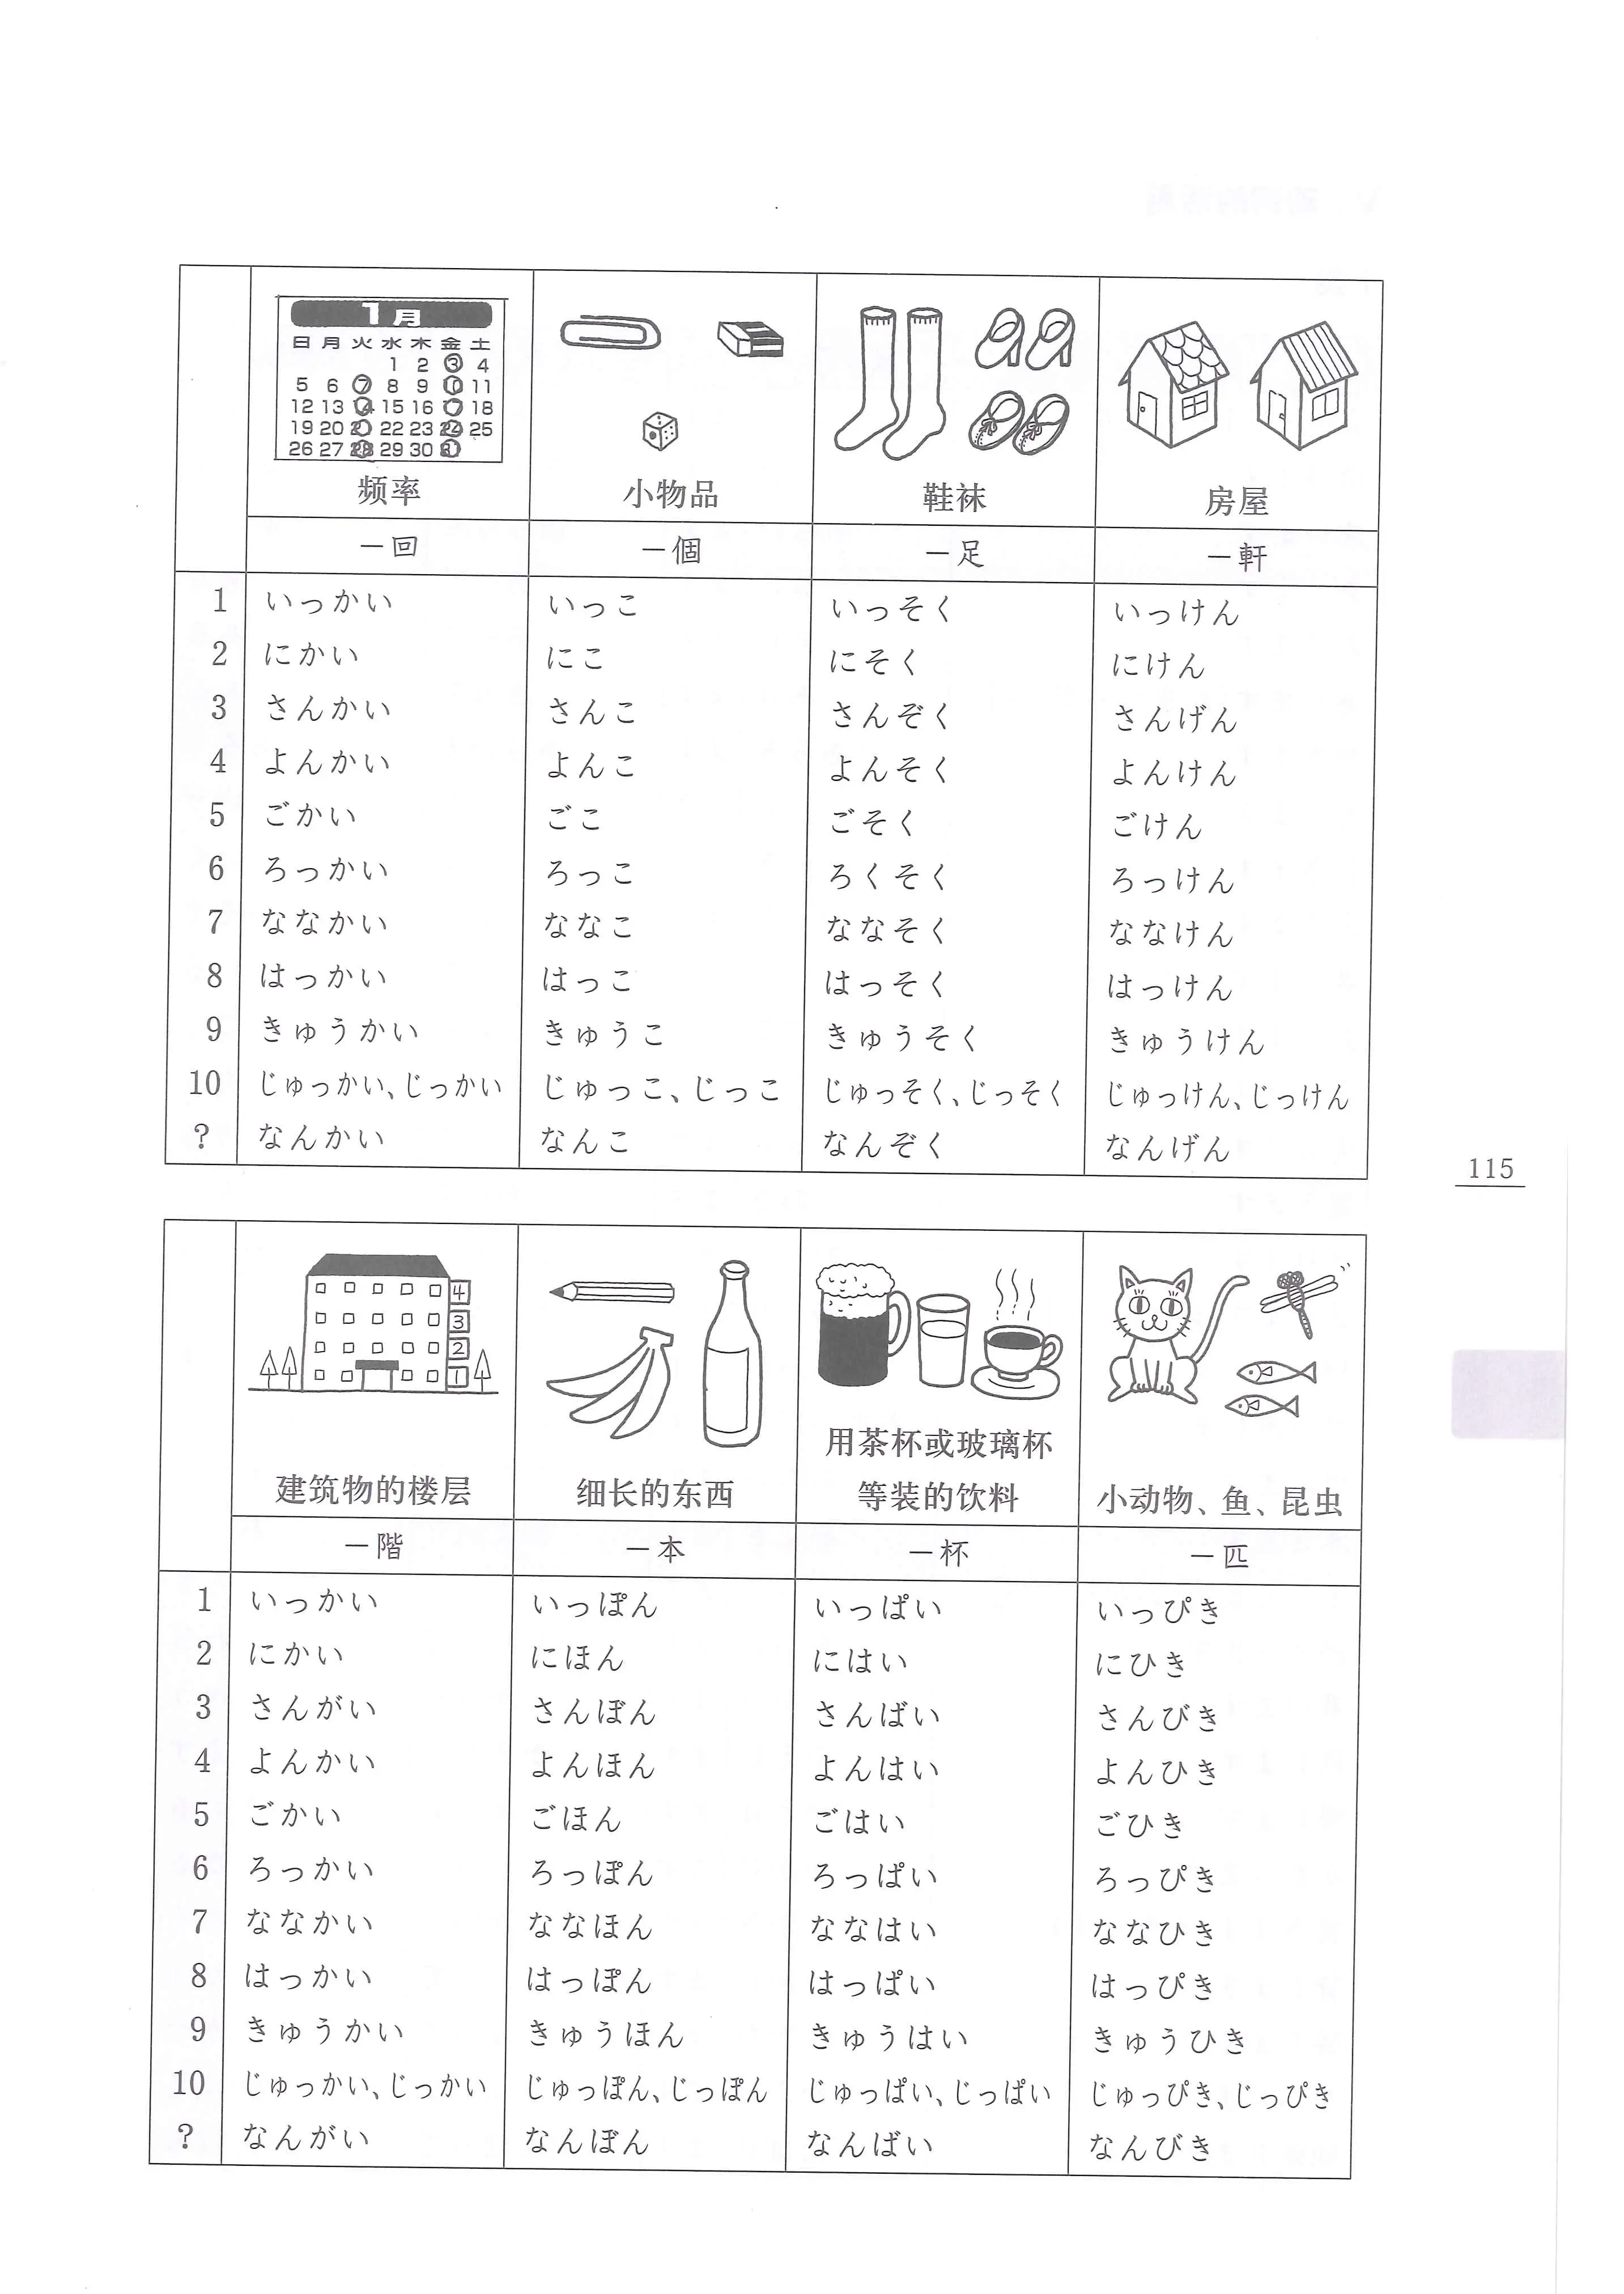 1月
日 月 火 水 木 金 土
1 2 3 4
5 6 7 8 9 10 11
12 13 14 15 16 17 18
19 20 21 22 23 24 25
26 27 28 29 30 31
频率 小物品 鞋袜 房屋
－回 －個 －足 －軒
1 いっかい いっこ いっそく いっけん
2 にかい にこ にそく にけん
3 さんかい さんこ さんぞく さんげん
4 よんかい よんこ よんそく よんけん
5 ごかい ごこ ごそく ごけん
6 ろっかい ろっこ ろくそく ろっけん
7 ななかい ななこ ななそく ななけん
8 はっかい はっこ はっそく はっけん
9 きゅうかい きゅうこ きゅうそく きゅうけん
10 じゅっかい、じっかい じゅっこ、じっこ じゅっそく、じっそく じゅっけん、じっけん
? なんかい なんこ なんぞく なんげん
115
4
3
2
1
用茶杯或玻璃杯
建筑物的楼层 细长的东西 等装的饮料 小动物、鱼、昆虫
－階 －本 －杯 －匹
1 いっかい いっぽん いっぱい いっぴき
2 にかい にほん にはい にひき
3 さんがい さんぼん さんばい さんびき
4 よんかい よんほん よんはい よんひき
5 ごかい ごほん ごはい ごひき
6 ろっかい ろっぽん ろっぱい ろっぴき
7 ななかい ななほん ななはい ななひき
8 はっかい はっぽん はっぱい はっぴき
9 きゅうかい きゅうほん きゅうはい きゅうひき
10 じゅっかい、じっかい じゅっぽん、じっぽん じゅっぱい、じっぱい じゅっぴき、じっぴき
? なんがい なんぼん なんばい なんびき